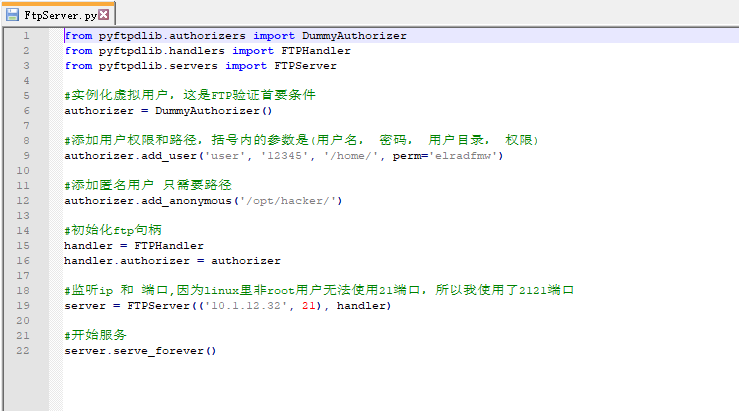 FtpServer.py
1 from pyftpdlib.authorizers import DummyAuthorizer
2 from pyftpdlib.handlers import FTPHandler
3 from pyftpdlib.servers import FTPServer
4
5 #实例化虚拟用户，这是FTP验证首要条件
6 authorizer = DummyAuthorizer()
7
8 #添加用户权限和路径，括号内的参数是(用户名， 密码， 用户目录， 权限)
9 authorizer.add_user('user', '12345', '/home/', perm='elradfmw')
10
11 #添加匿名用户 只需要路径
12 authorizer.add_anonymous('/opt/hacker/')
13
14 #初始化ftp句柄
15 handler = FTPHandler
16 handler.authorizer = authorizer
17
18 #监听ip 和 端口,因为linux里非root用户无法使用21端口，所以我使用了2121端口
19 server = FTPServer(('10.1.12.32', 21), handler)
20
21 #开始服务
22 server.serve_forever()